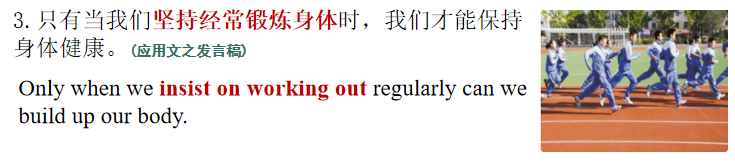 3. 只有当我们坚持经常锻炼身体时，我们才能保持
身体健康。(应用文之发言稿)
Only when we insist on working out regularly can we
build up our body.